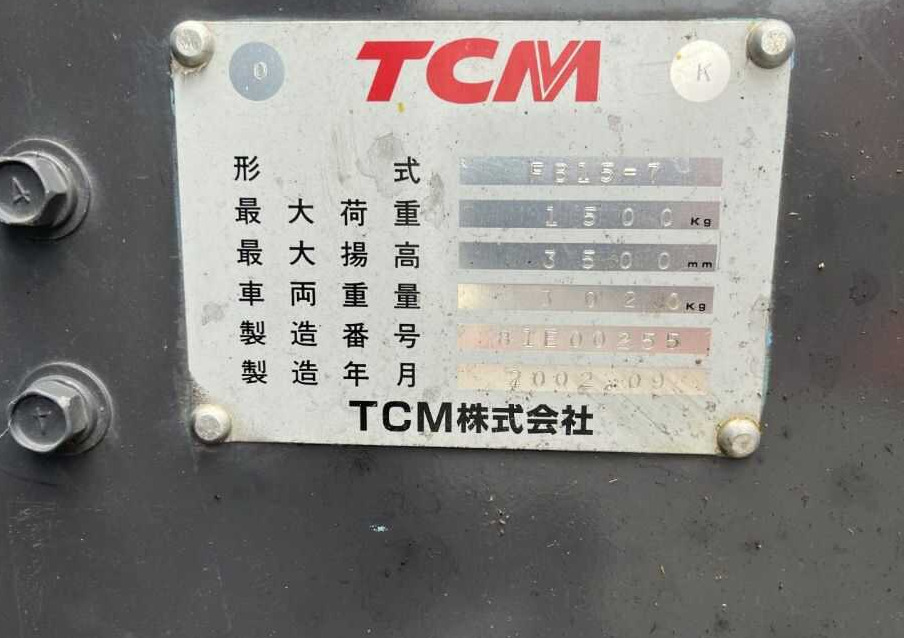 O TCM K
形式 FB15-7
最大荷重 1500 Kg
最大揚高 3500 mm
車両重量 3020 Kg
製造番号 81E00255
製造年月 2002.09
TCM株式会社